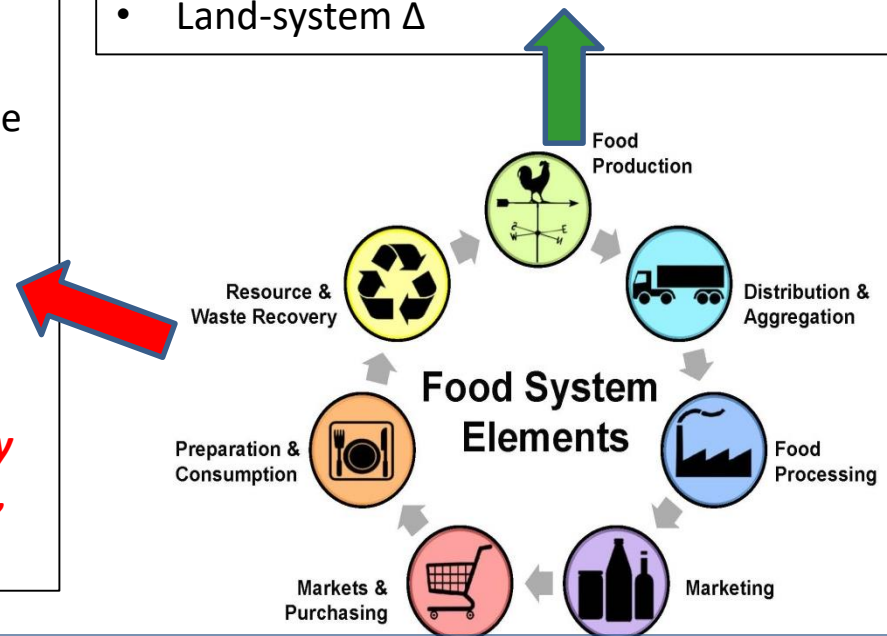 • Land-system Δ
e
y
Food
Production
Resource &
Waste Recovery
Distribution &
Aggregation
Food System
Elements
Preparation &
Consumption
Food
Processing
Markets &
Purchasing
Marketing